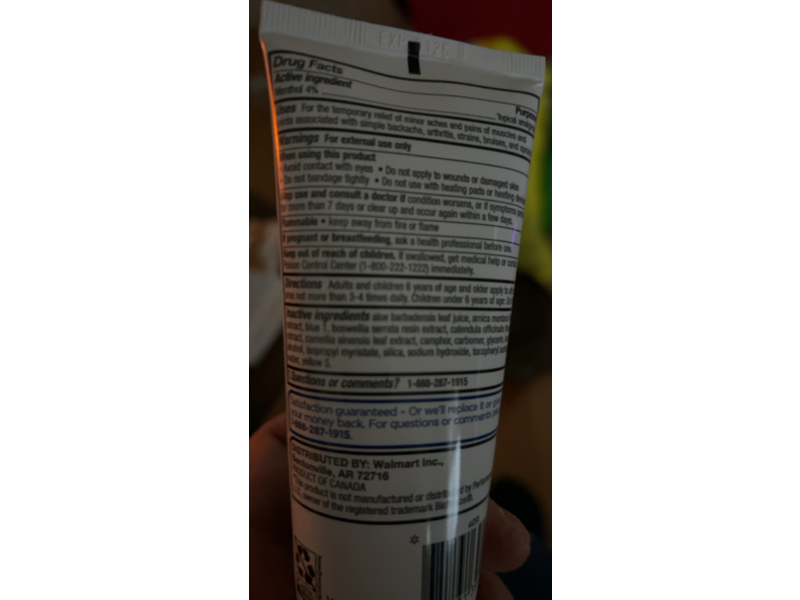 EXP
Drug Facts
Active ingredient
Menthol 4%
Purpose
Topical
Uses For the temporary relief of minor aches and pains of muscles and
associated with simple backache, arthritis, strains, bruises, and
Warnings For external use only
When using this product
• Avoid contact with eyes • Do not apply to wounds or damaged skin
• Do not bandage tightly • Do not use with heating pads or heating
Stop use and consult a doctor if condition worsens, or if symptoms
for more than 7 days or clear up and occur again within a few days.
Flammable • keep away from fire or flame
If pregnant or breastfeeding, ask a health professional before use.
Keep out of reach of children. If swallowed, get medical help or
Poison Control Center (1-800-222-1222) immediately.
Directions Adults and children 6 years of age and older apply to
area not more than 3-4 times daily. Children under 6 years of age:
Inactive ingredients aloe barbadensis leaf juice, arnica montana
extract, blue 1, boswellia serrata resin extract, calendula officinalis
extract, camellia sinensis leaf extract, camphor, carbomer, glycerin,
alcohol, isopropyl myristate, silica, sodium hydroxide, tocopheryl
water, yellow 5.
Questions or comments? 1-888-287-1915
Satisfaction guaranteed - Or we'll replace it or
your money back. For questions or comments
1-888-287-1915.
DISTRIBUTED BY: Walmart Inc.,
Bentonville, AR 72716
PRODUCT OF CANADA
*This product is not manufactured or distributed by
owner of the registered trademark Biofreeze®.